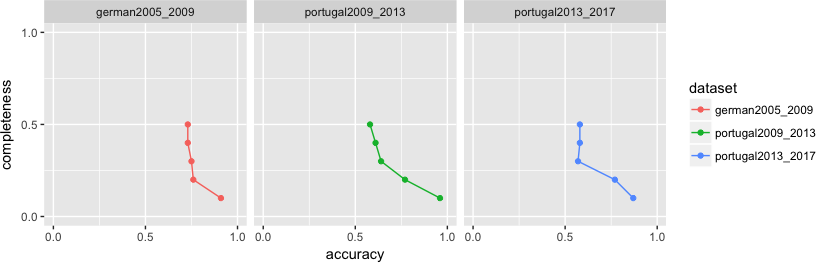 german2005_2009 portugal2009_2013 portugal2013_2017
1.0
0.5
0.0
completeness
0.0 0.5 1.0 0.0 0.5 1.0 0.0 0.5 1.0
accuracy
dataset
german2005_2009
portugal2009_2013
portugal2013_2017